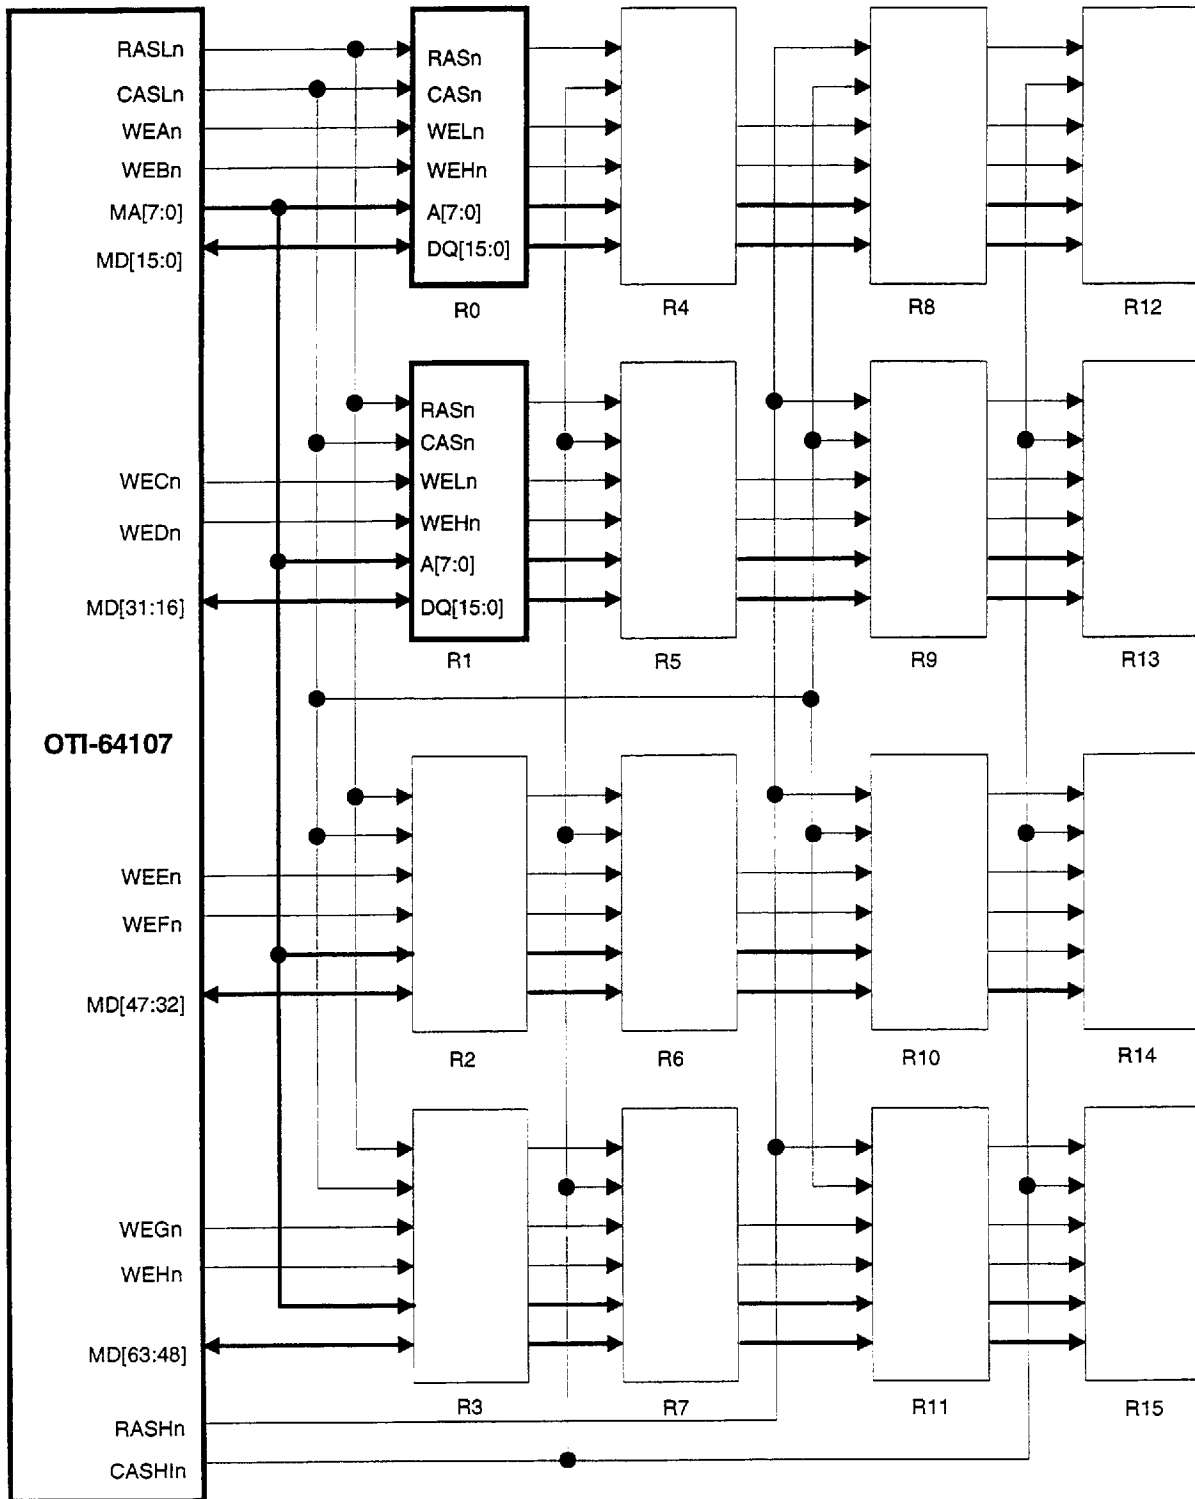 RASLn
CASLn
WEAn
WEBn
MA[7:0]
MD[15:0]
RASn
CASn
WELn
WEHn
A[7:0]
DQ[15:0]
R0
R4
R8
R12
WECn
WEDn
MD[31:16]
RASn
CASn
WELn
WEHn
A[7:0]
DQ[15:0]
R1
R5
R9
R13
OTI-64107
WEEn
WEFn
MD[47:32]
R2
R6
R10
R14
WEGn
WEHn
MD[63:48]
R3
R7
R11
R15
RASHn
CASHIn